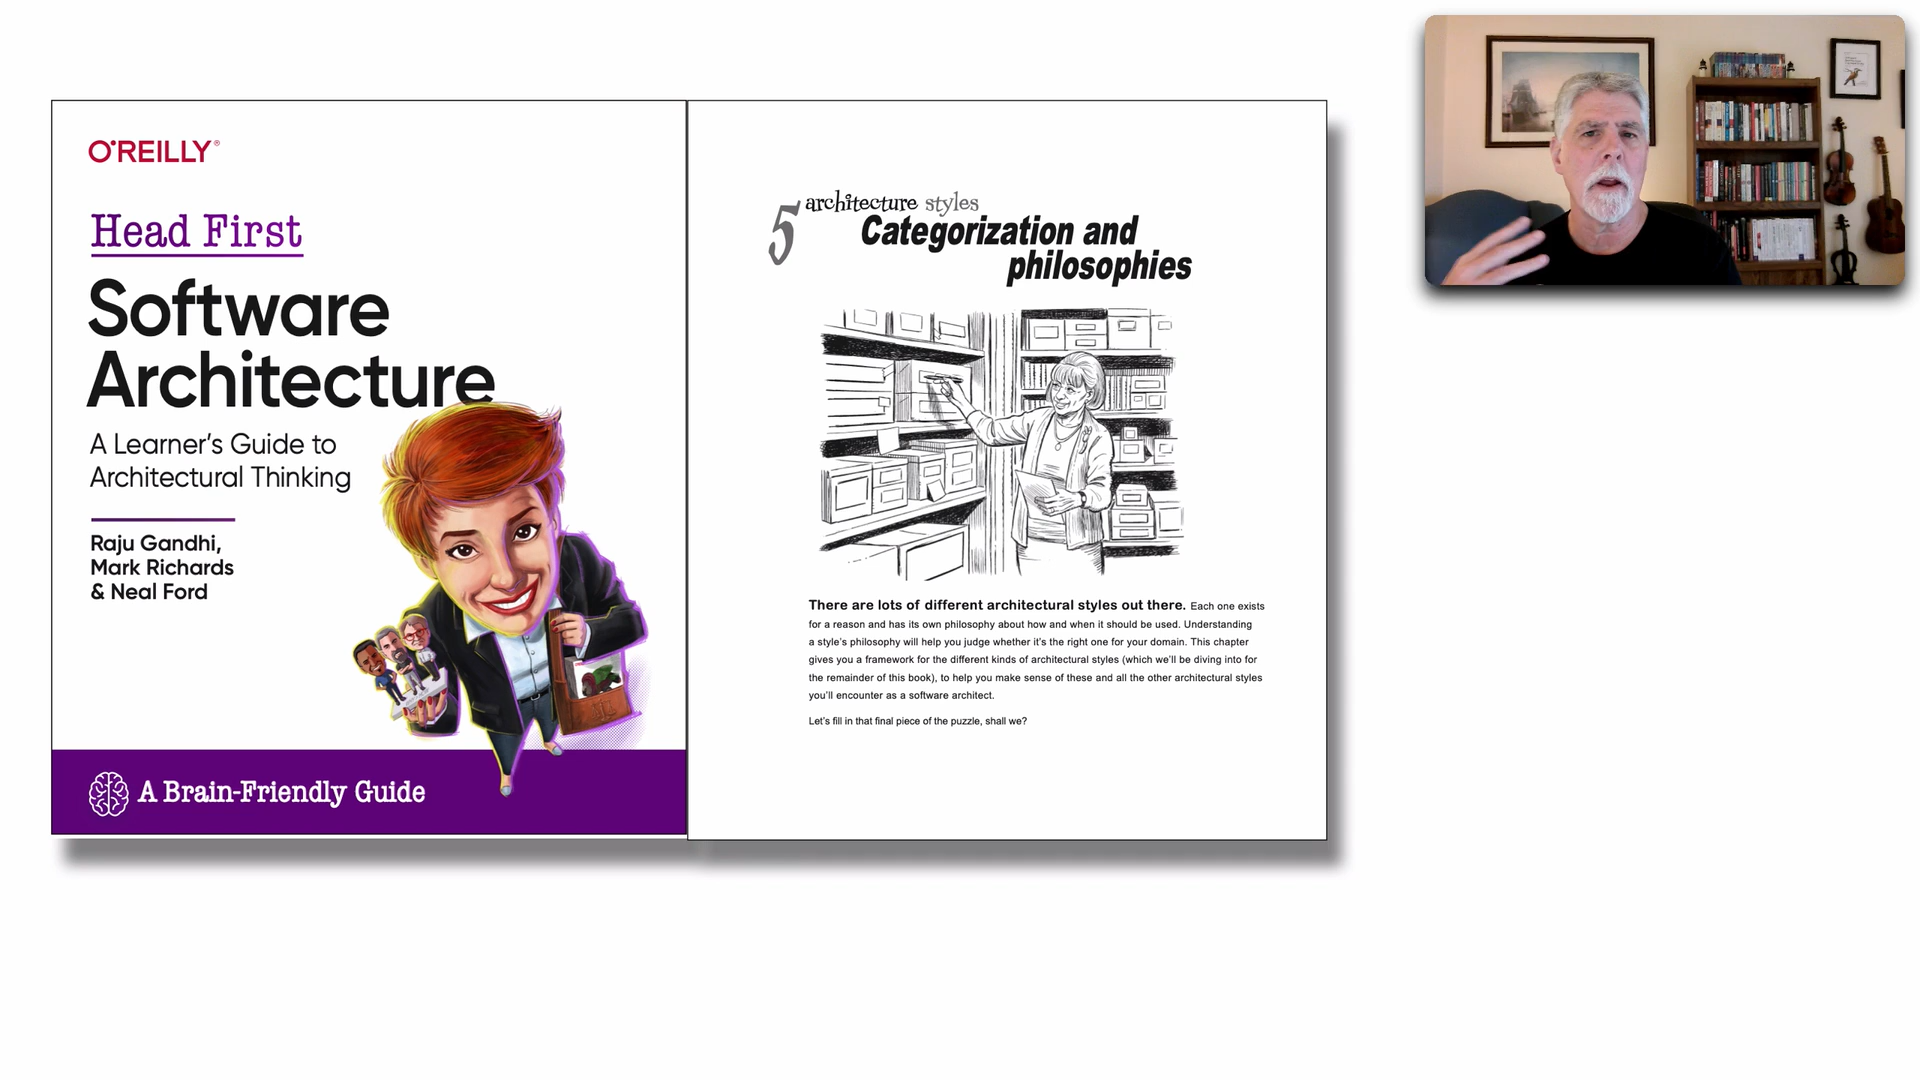 O'REILLY®
Head First
Software
Architecture
A Learner's Guide to
Architectural Thinking
Raju Gandhi,
Mark Richards
& Neal Ford
A Brain-Friendly Guide
5 architecture styles
Categorization and
philosophies
There are lots of different architectural styles out there. Each one exists
for a reason and has its own philosophy about how and when it should be used. Understanding
a style's philosophy will help you judge whether it's the right one for your domain. This chapter
gives you a framework for the different kinds of architectural styles (which we'll be diving into for
the remainder of this book), to help you make sense of these and all the other architectural styles
you'll encounter as a software architect.
Let's fill in that final piece of the puzzle, shall we?